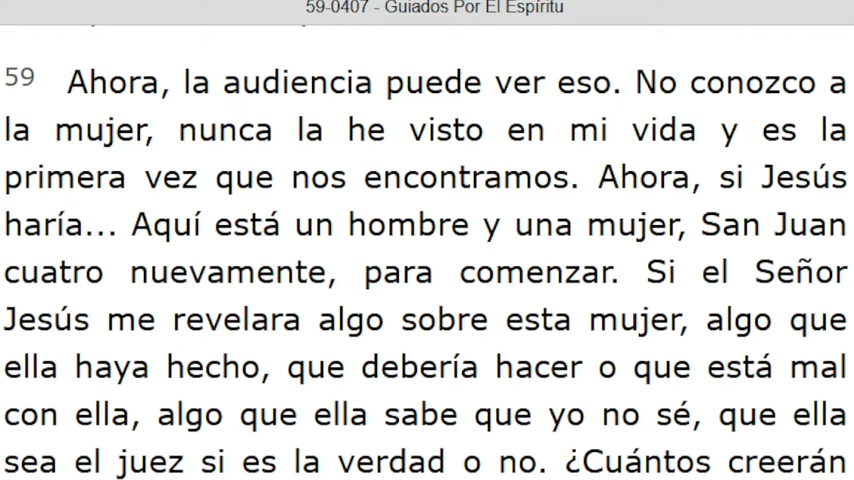 59-0407 - Guiados Por El Espíritu
59 Ahora, la audiencia puede ver eso. No conozco a
la mujer, nunca la he visto en mi vida y es la
primera vez que nos encontramos. Ahora, si Jesús
haría... Aquí está un hombre y una mujer, San Juan
cuatro nuevamente, para comenzar. Si el Señor
Jesús me revelara algo sobre esta mujer, algo que
ella haya hecho, que debería hacer o que está mal
con ella, algo que ella sabe que yo no sé, que ella
sea el juez si es la verdad o no. ¿Cuántos creerán